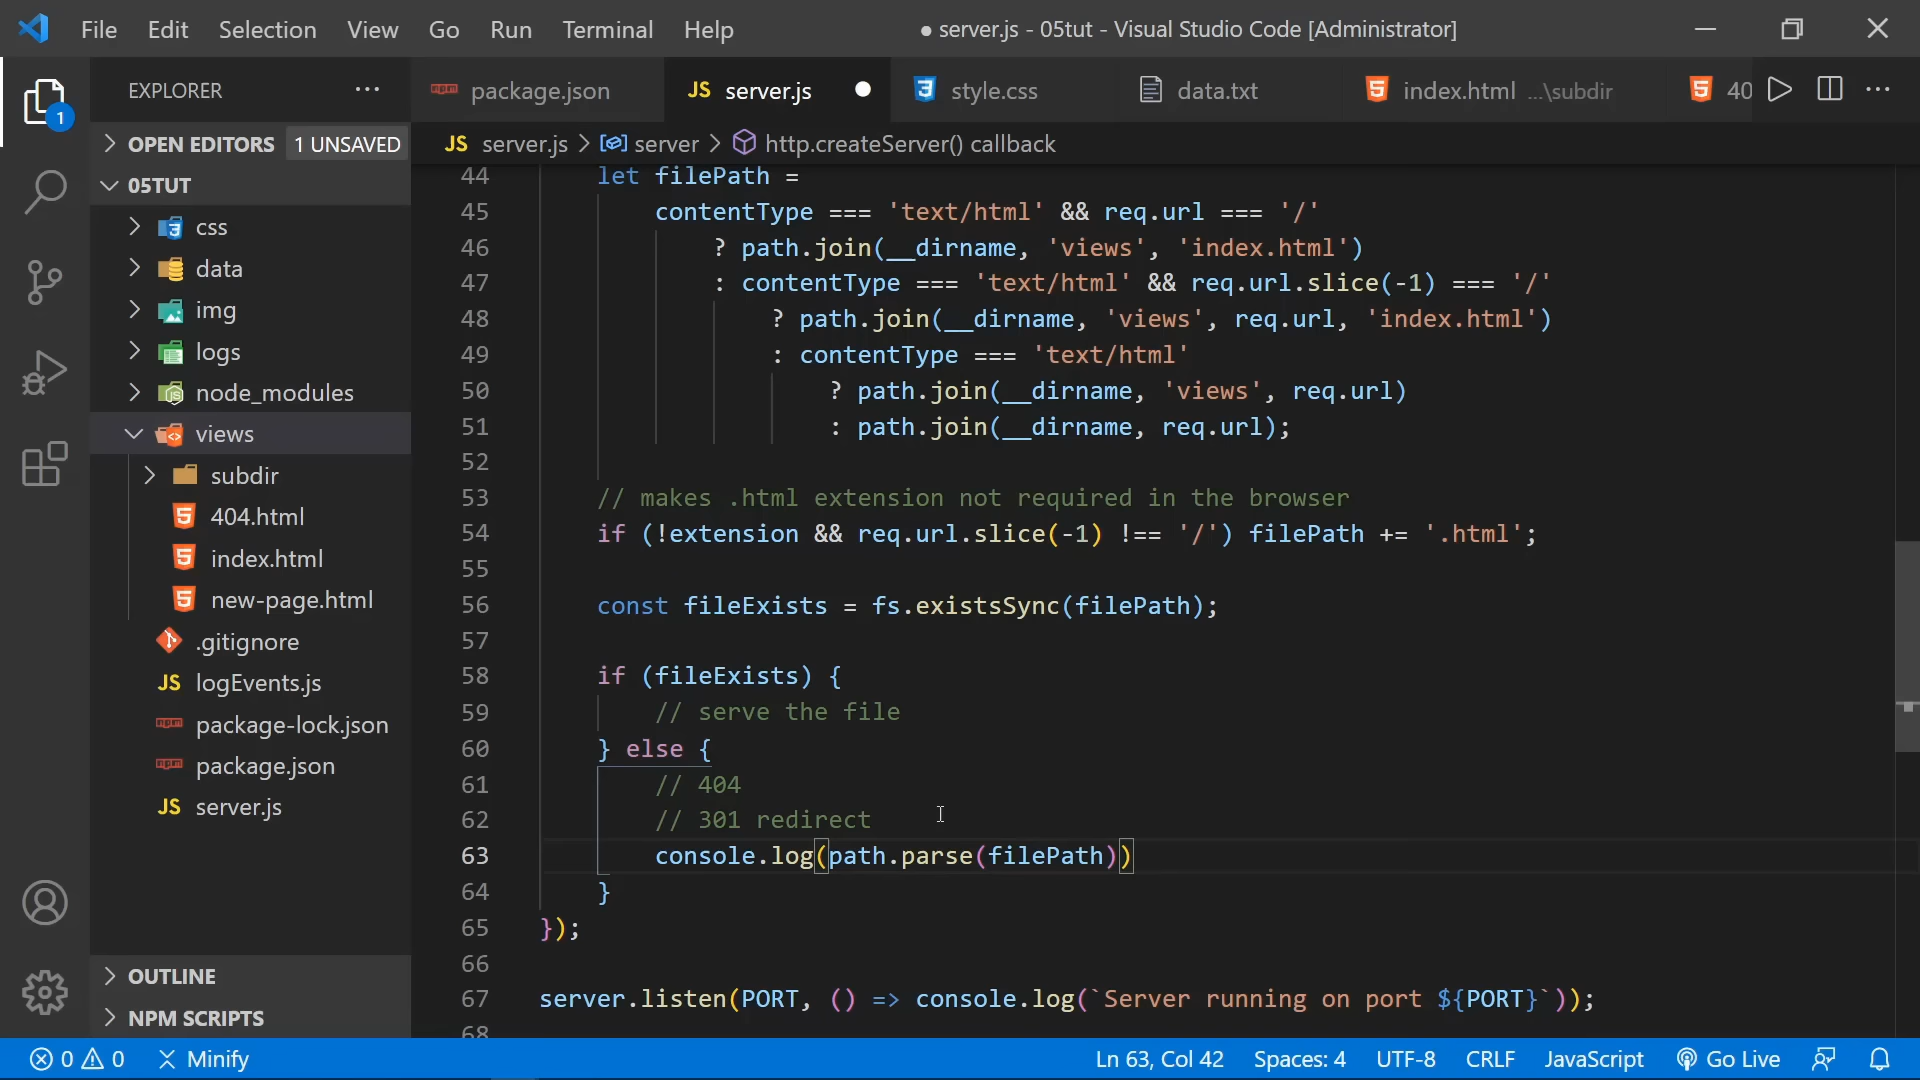 File Edit Selection View Go Run Terminal Help ● server.js - 05tut - Visual Studio Code [Administrator]
EXPLORER ···
package.json
JS server.js ●
style.css
data.txt
index.html ...\subdir
40
···
1
OPEN EDITORS 1 UNSAVED
05TUT
css
data
img
logs
node_modules
views
subdir
404.html
index.html
new-page.html
.gitignore
JS logEvents.js
package-lock.json
package.json
JS server.js
OUTLINE
NPM SCRIPTS
JS server.js > server > http.createServer() callback
44 let filePath =
45 contentType === 'text/html' && req.url === '/'
46 ? path.join(__dirname, 'views', 'index.html')
47 : contentType === 'text/html' && req.url.slice(-1) === '/'
48 ? path.join(__dirname, 'views', req.url, 'index.html')
49 : contentType === 'text/html'
50 ? path.join(__dirname, 'views', req.url)
51 : path.join(__dirname, req.url);
52
53 // makes .html extension not required in the browser
54 if (!extension && req.url.slice(-1) !== '/') filePath += '.html';
55
56 const fileExists = fs.existsSync(filePath);
57
58 if (fileExists) {
59 // serve the file
60 } else {
61 // 404
62 // 301 redirect
63 console.log(path.parse(filePath))
64 }
65 });
66
67 server.listen(PORT, () => console.log(`Server running on port ${PORT}`));
68
0 0 Minify Ln 63, Col 42 Spaces: 4 UTF-8 CRLF JavaScript Go Live